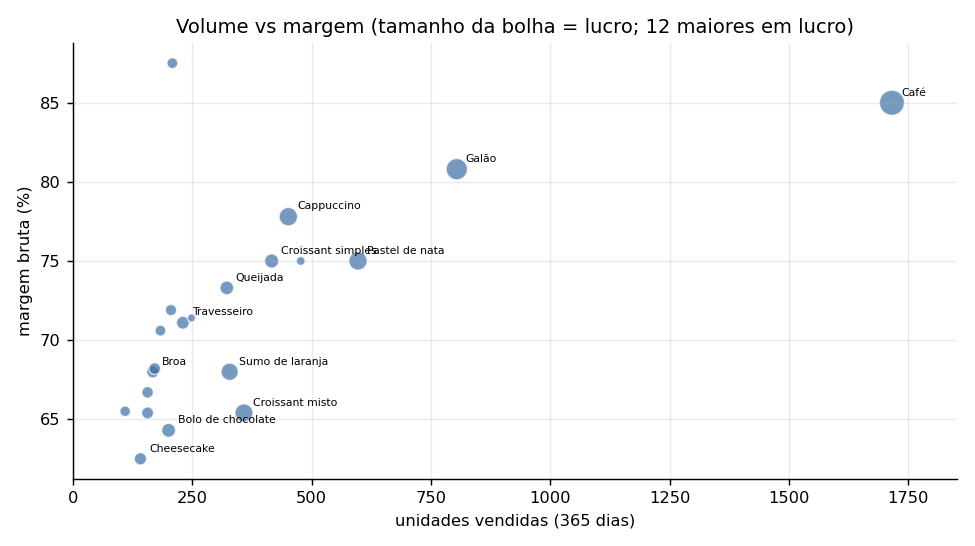 Volume vs margem (tamanho da bolha = lucro; 12 maiores em lucro)
margem bruta (%)
85
80
75
70
65
Café
Galão
Cappuccino
Croissant simples
Pastel de nata
Queijada
Travesseiro
Broa
Sumo de laranja
Croissant misto
Bolo de chocolate
Cheesecake
0 250 500 750 1000 1250 1500 1750
unidades vendidas (365 dias)